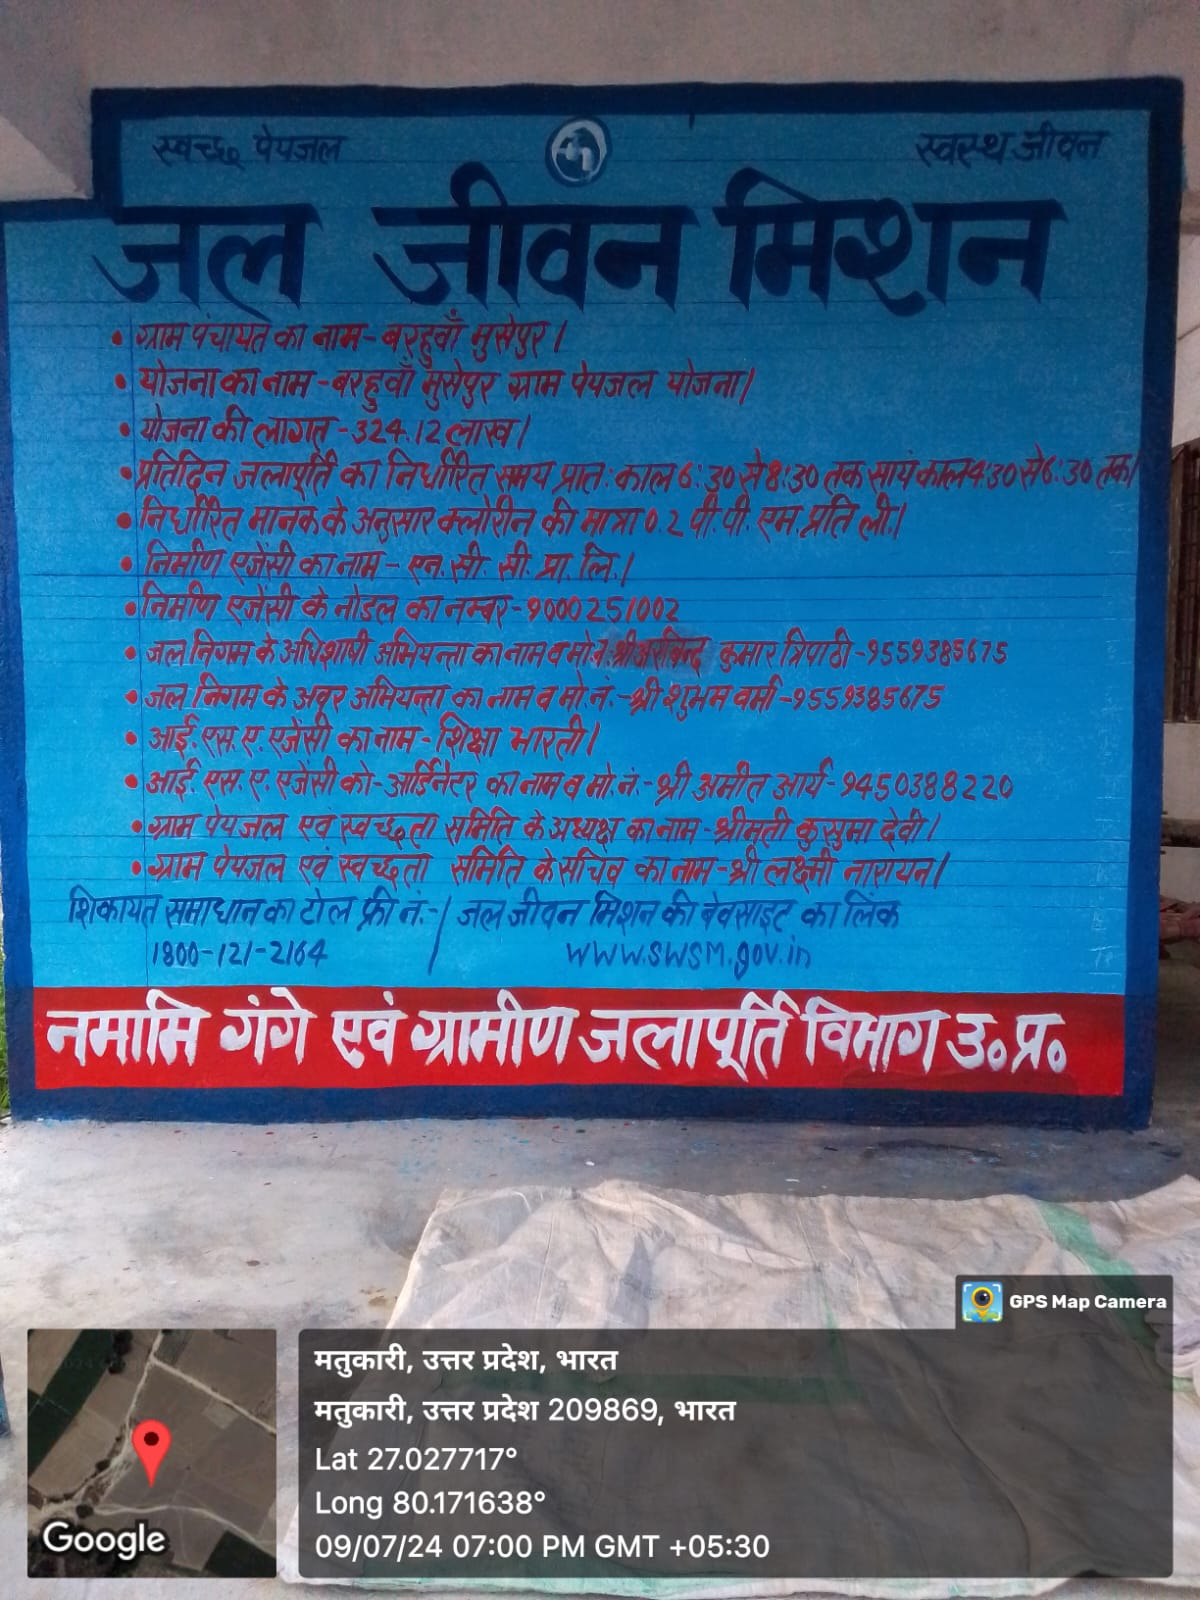 स्वच्छ पेयजल स्वस्थ जीवन
जल जीवन मिशन
• ग्राम पंचायत का नाम - बरहुवाँ मुसेपुर।
• योजना का नाम - बरहुवाँ मुसेपुर ग्राम पेयजल योजना।
• योजना की लागत - 324.12 लाख।
• प्रतिदिन जलापूर्ति का निर्धारित समय प्रात: काल 6:30 से 8:30 तक सायं काल 4:30 से 6:30 तक।
• निर्धारित मानक के अनुसार क्लोरीन की मात्रा 0.2 पी.पी. एम. प्रति ली.।
• निर्माण एजेंसी का नाम - एन. सी. सी. प्रा. लि.।
• निर्माण एजेंसी के नोडल का नम्बर - 9000251002
• जल निगम के अधिशाषी अभियन्ता का नाम व मो. नं. श्री अरविन्द कुमार त्रिपाठी - 9559385675
• जल निगम के अवर अभियन्ता का नाम व मो. नं. - श्री शुभम वर्मा - 9559385675
• आई. एस. ए. एजेंसी का नाम - शिक्षा भारती।
• आई. एस. ए. एजेंसी को-आर्डिनेटर का नाम व मो. नं. - श्री अमीत आर्य - 9450388220
• ग्राम पेयजल एवं स्वच्छता समिति के अध्यक्ष का नाम - श्रीमती कुसुमा देवी।
• ग्राम पेयजल एवं स्वच्छता समिति के सचिव का नाम - श्री लक्ष्मी नारायन।
शिकायत समाधान का टोल फ्री नं. - / जल जीवन मिशन की बेवसाइट का लिंक
1800-121-2164 www.swsm.gov.in
नमामि गंगे एवं ग्रामीण जलापूर्ति विभाग उ॰ प्र॰
GPS Map Camera
मतुकारी, उत्तर प्रदेश, भारत
मतुकारी, उत्तर प्रदेश 209869, भारत
Lat 27.027717°
Long 80.171638°
09/07/24 07:00 PM GMT +05:30
Google